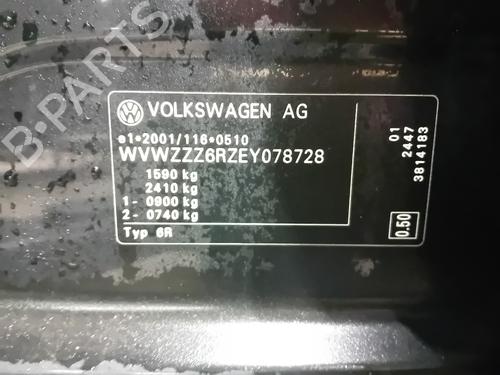 VOLKSWAGEN AG
e1*2001/116*0510
WVWZZZ6RZEY078728
1590 kg
2410 kg
1- 0900 kg
2- 0740 kg
Typ 6R
01
2447
3814183
0.50